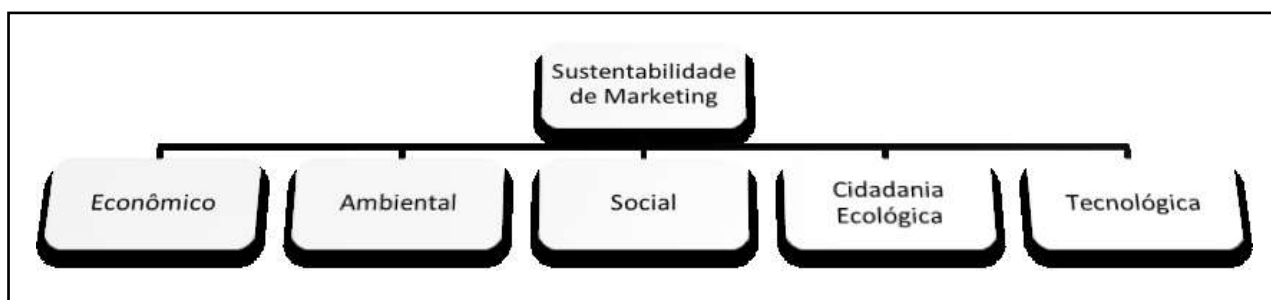 Sustentabilidade
de Marketing
Econômico
Ambiental
Social
Cidadania
Ecológica
Tecnológica